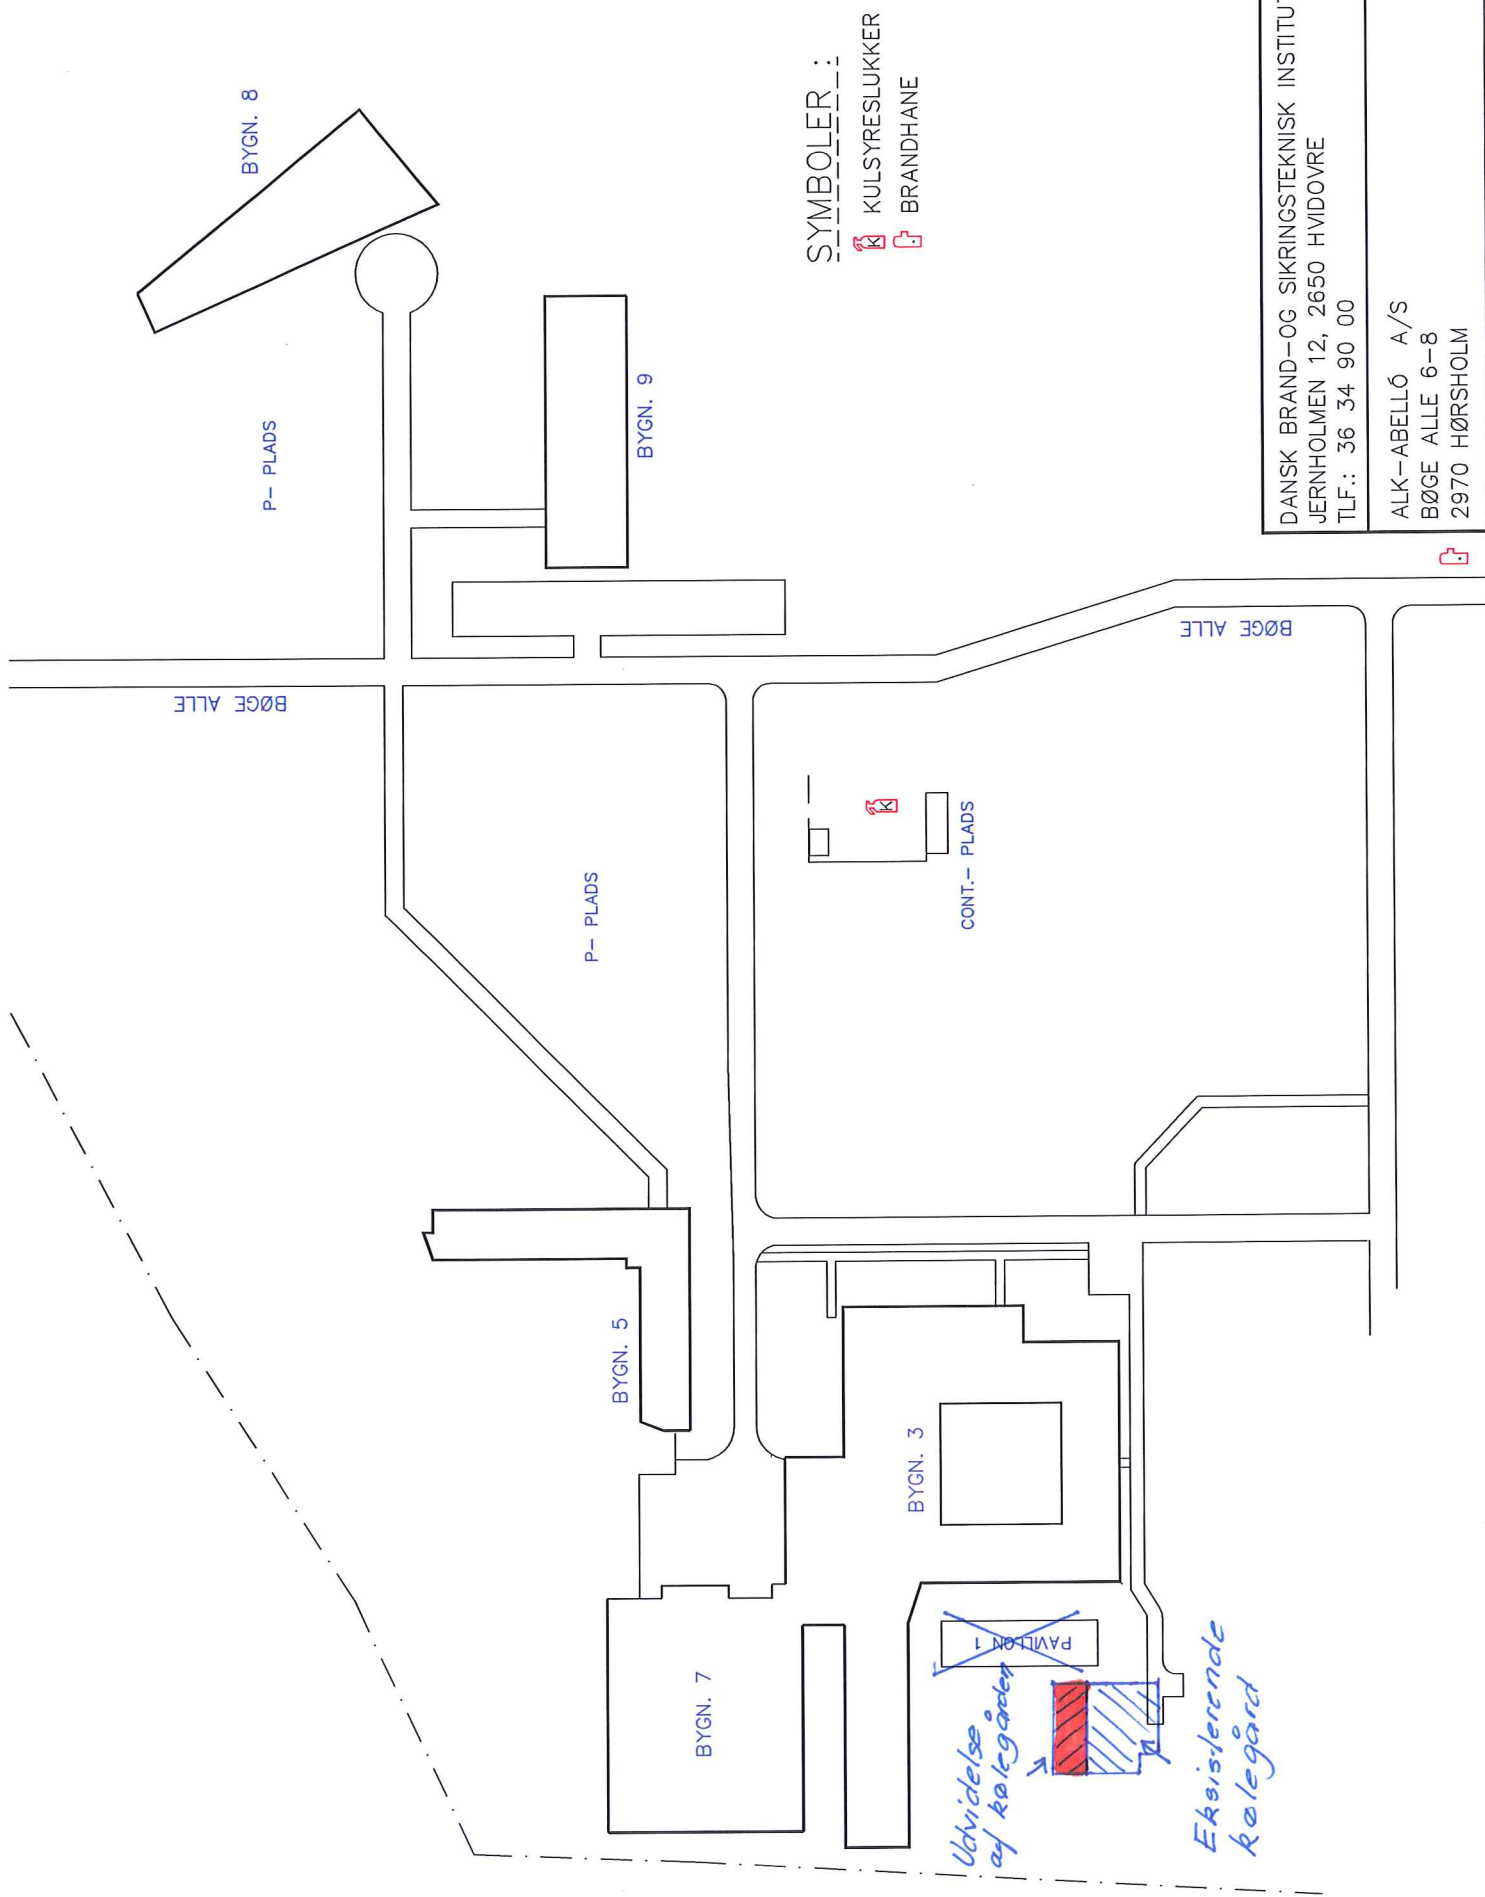 BYGN. 8
P- PLADS
BYGN. 9
BØGE ALLE
SYMBOLER :
K KULSYRESLUKKER
BRANDHANE
P- PLADS
K
CONT.- PLADS
BØGE ALLE
BYGN. 5
BYGN. 3
BYGN. 7
PAVILLON 1
Udvidelse
af kølegården
Eksisterende
kølegård
DANSK BRAND-OG SIKRINGSTEKNISK INSTITUT
JERNHOLMEN 12, 2650 HVIDOVRE
TLF.: 36 34 90 00
ALK-ABELLÓ A/S
BØGE ALLE 6-8
2970 HØRSHOLM